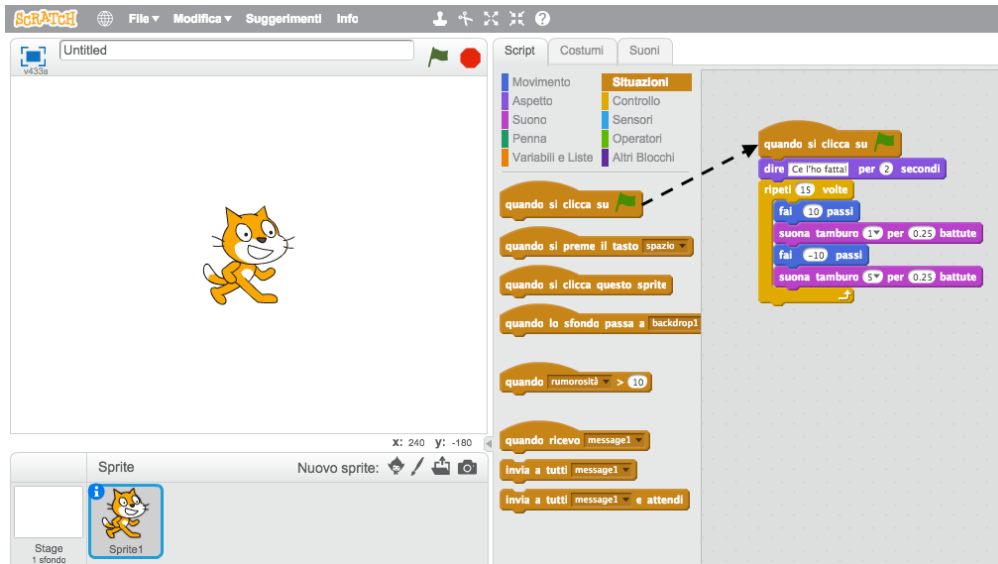 SCRATCH File Modifica Suggerimenti Info
Untitled
v433a
Script Costumi Suoni
Movimento Situazioni
Aspetto Controllo
Suono Sensori
Penna Operatori
Variabili e Liste Altri Blocchi
quando si clicca su
quando si preme il tasto spazio
quando si clicca questo sprite
quando lo sfondo passa a backdrop1
quando rumorosità > 10
quando ricevo message1
invia a tutti message1
invia a tutti message1 e attendi
quando si clicca su
dire Ce l'ho fatta! per 2 secondi
ripeti 15 volte
fai 10 passi
suona tamburo 1 per 0.25 battute
fai -10 passi
suona tamburo 5 per 0.25 battute
x: 240 y: -180
Sprite Nuovo sprite:
Stage
1 sfondo
Sprite1